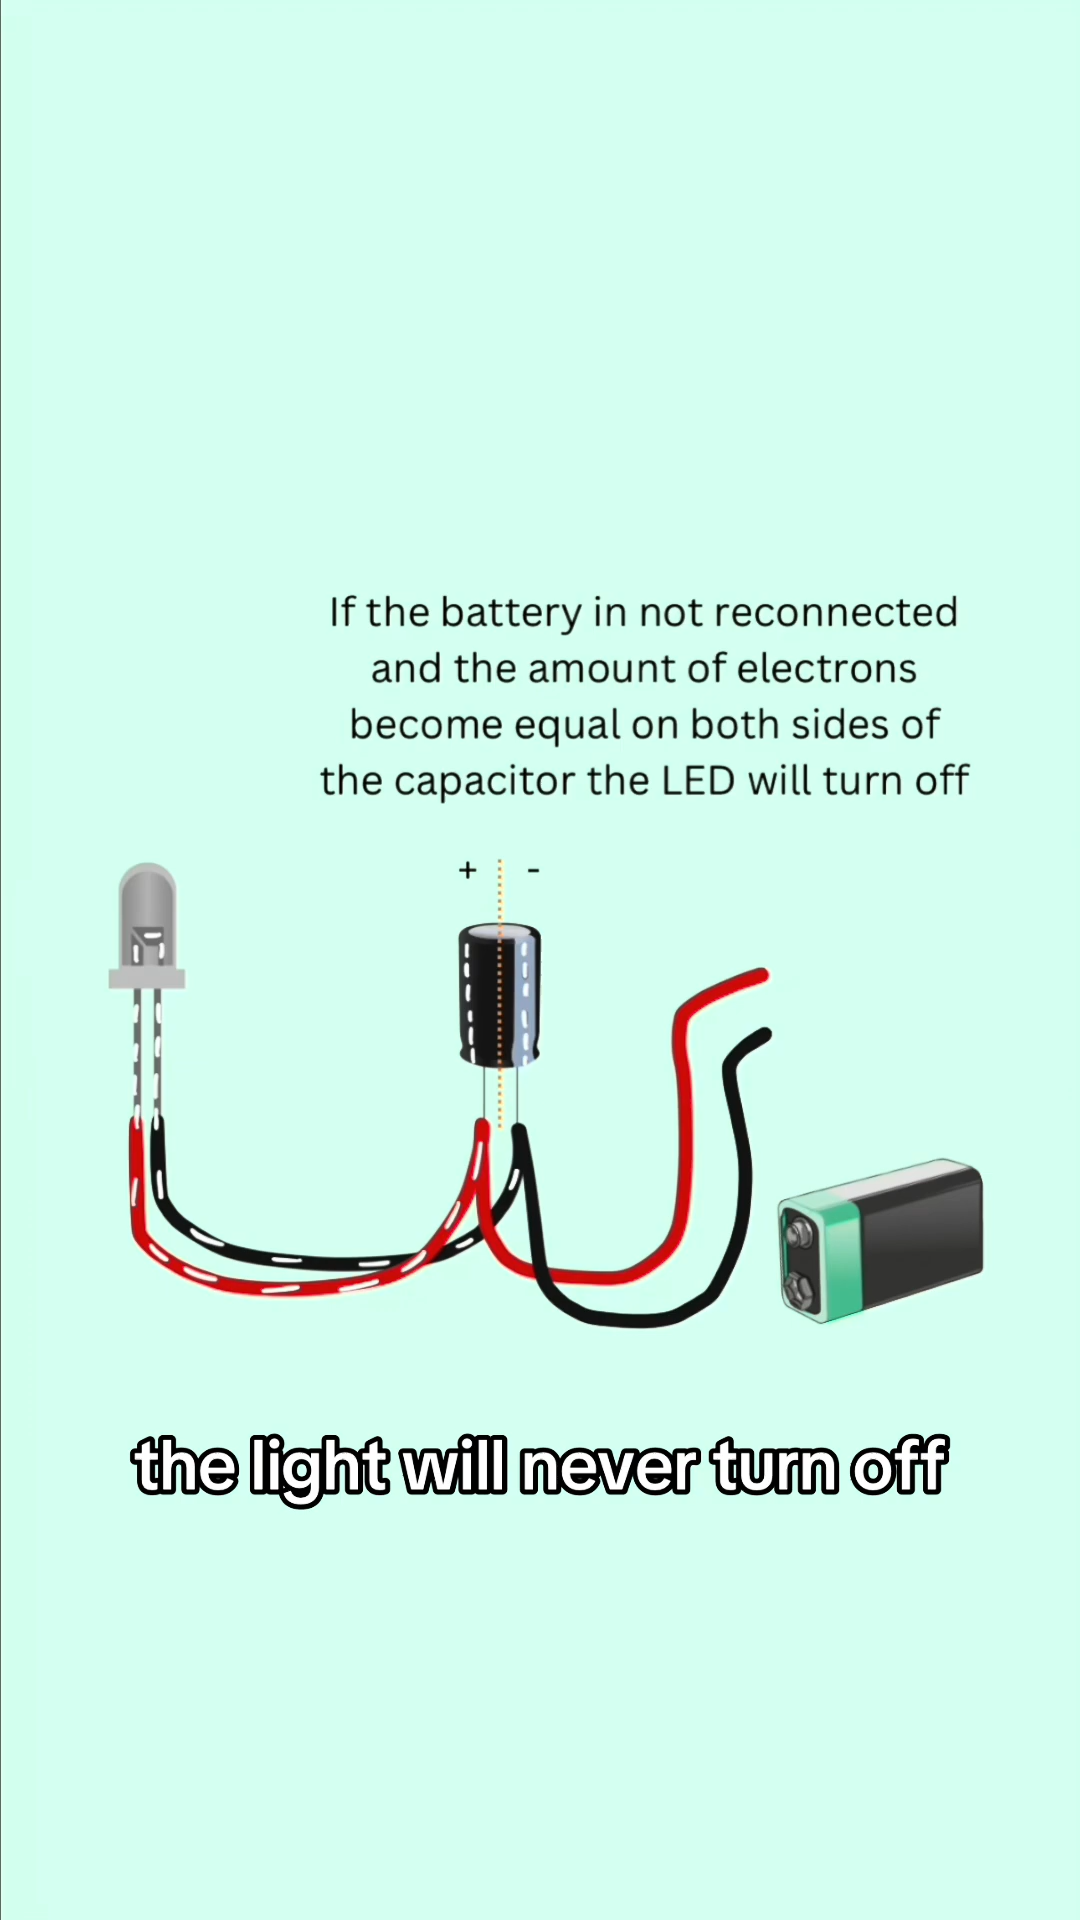 If the battery in not reconnected
and the amount of electrons
become equal on both sides of
the capacitor the LED will turn off
+ -
the light will never turn off